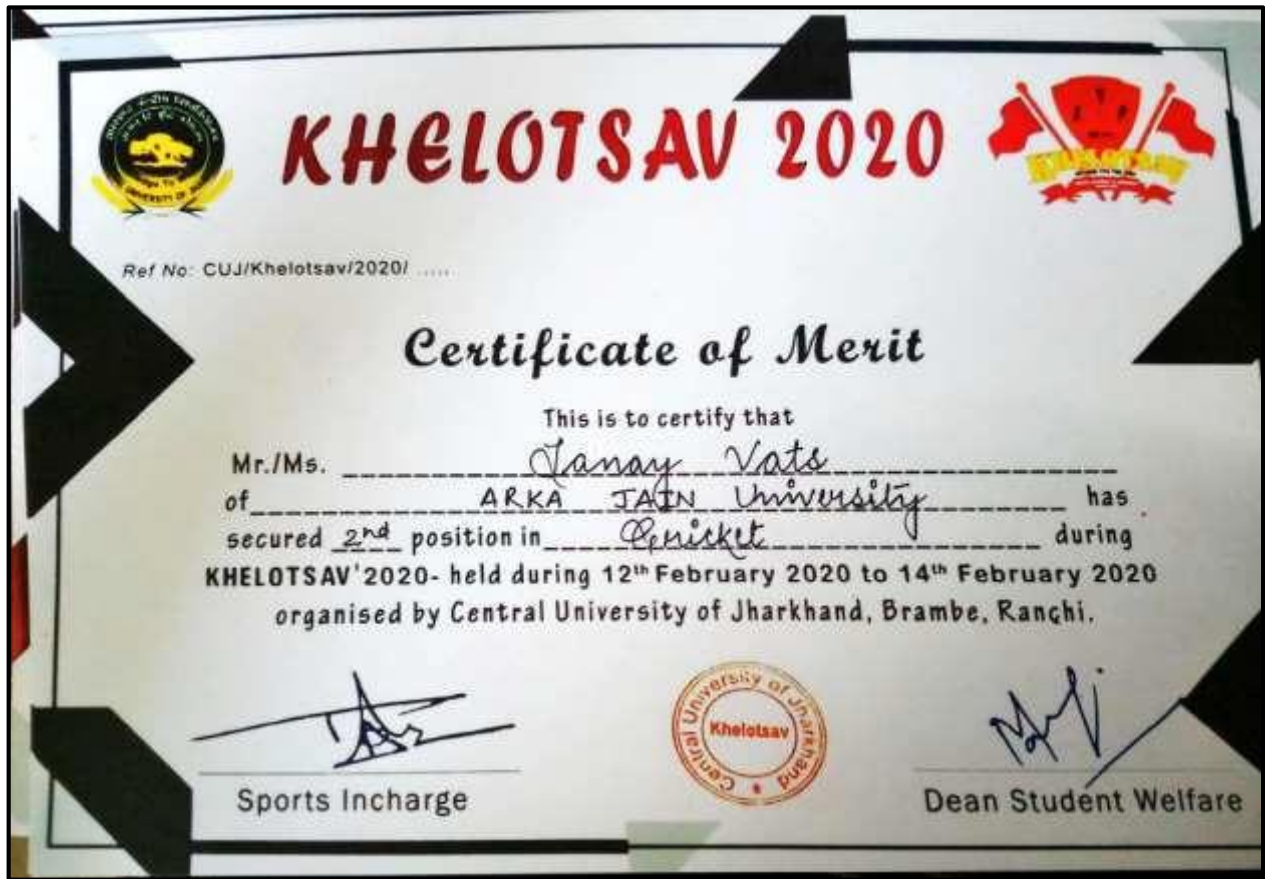 KHELOTSAV 2020
Ref No: CUJ/Khelotsav/2020/ .....
Certificate of Merit
This is to certify that
Mr./Ms. Tanay Vats
of ARKA JAIN University has
secured 2nd position in Cricket during
KHELOTSAV'2020- held during 12th February 2020 to 14th February 2020
organised by Central University of Jharkhand, Brambe, Ranchi.
Central University of Jharkhand
Khelotsav
Sports Incharge
Dean Student Welfare